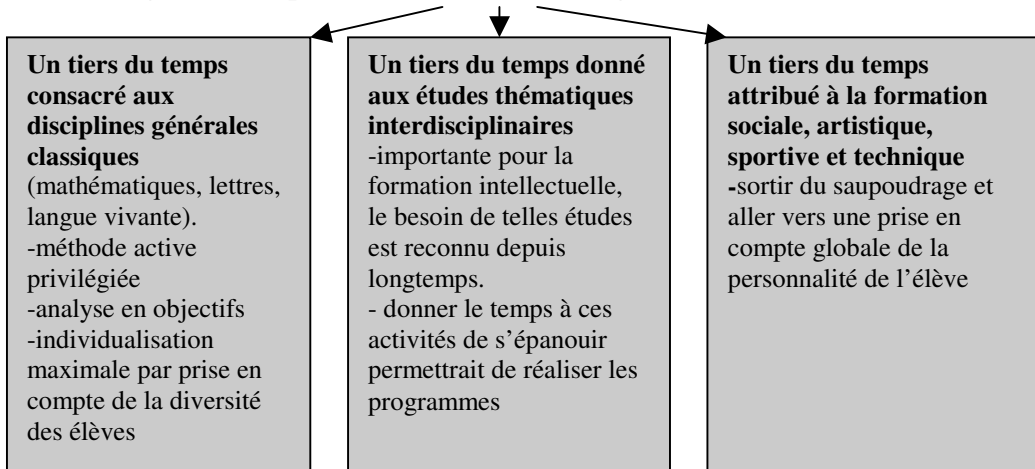 Un tiers du temps
consacré aux
disciplines générales
classiques
(mathématiques, lettres,
langue vivante).
-méthode active
privilégiée
-analyse en objectifs
-individualisation
maximale par prise en
compte de la diversité
des élèves
Un tiers du temps donné
aux études thématiques
interdisciplinaires
-importante pour la
formation intellectuelle,
le besoin de telles études
est reconnu depuis
longtemps.
- donner le temps à ces
activités de s’épanouir
permettrait de réaliser les
programmes
Un tiers du temps
attribué à la formation
sociale, artistique,
sportive et technique
-sortir du saupoudrage et
aller vers une prise en
compte globale de la
personnalité de l’élève